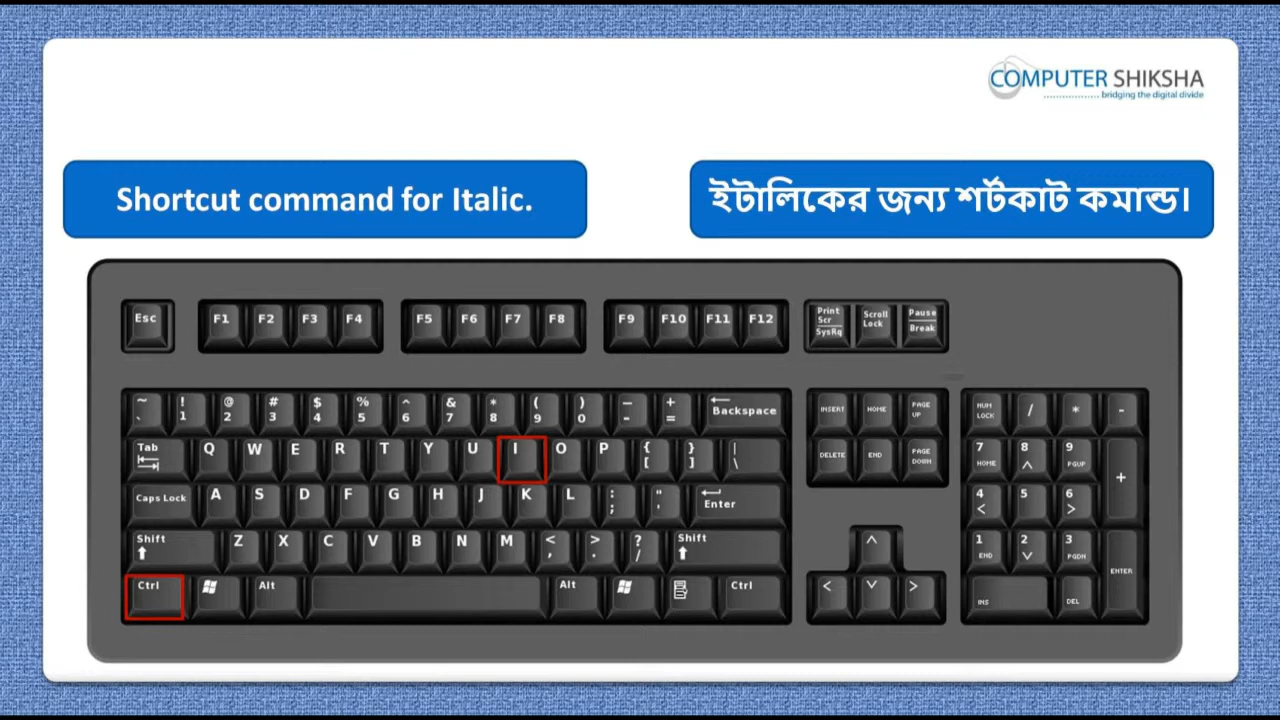 COMPUTER SHIKSHA
bridging the digital divide
Shortcut command for Italic.
ইটালিকের জন্য শর্টকাট কমান্ড।
Esc F1 F2 F3 F4 F5 F6 F7 F8 F9 F10 F11 F12 Print Scr SysRq Scroll Lock Pause Break
~ ` ! 1 @ 2 # 3 $ 4 % 5 ^ 6 & 7 * 8 ( 9 ) 0 — - + = Backspace INSERT HOME PAGE UP NUM LOCK / * -
Tab Q W E R T Y U I O P { [ } ] | \ DELETE END PAGE DOWN 7 HOME 8 9 PGUP +
Caps Lock A S D F G H J K L : ; " ' Enter 4 < 5 6 >
Shift Z X C V B N M < , > . ? / Shift 1 END 2 3 PGDN ENTER
Ctrl Alt Alt Ctrl < > INS DEL